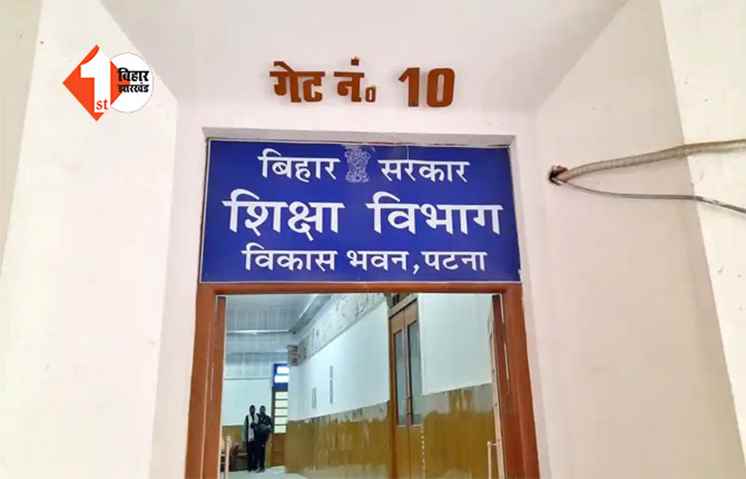 1st
बिहार
झारखंड
गेट नं० 10
बिहार सरकार
शिक्षा विभाग
विकास भवन, पटना